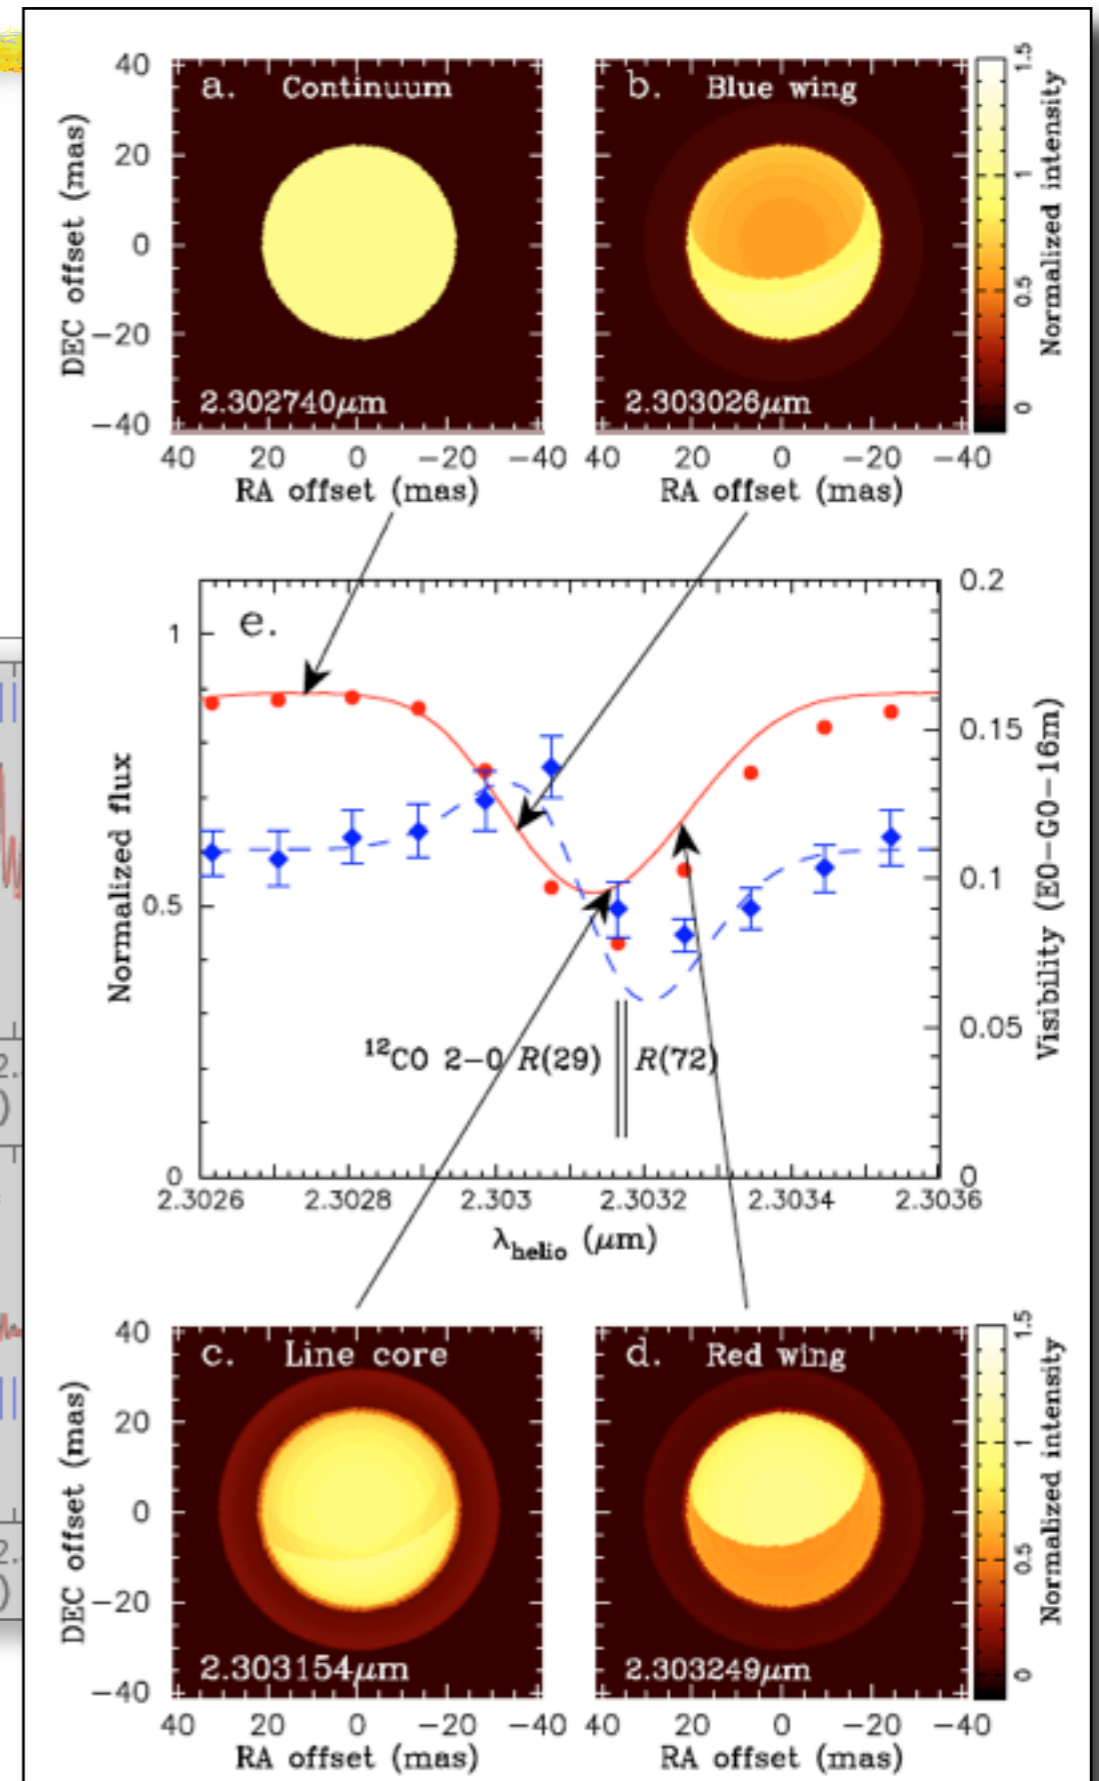 a. Continuum
b. Blue wing
40
20
0
−20
−40
DEC offset (mas)
2.302740μm
2.303026μm
1.5
1
0.5
0
Normalized intensity
40 20 0 −20 −40
40 20 0 −20 −40
RA offset (mas)
RA offset (mas)
e.
1
0.5
0
Normalized flux
0.2
0.15
0.1
0.05
0
Visibility (E0−G0−16m)
¹²CO 2−0 R(29)
R(72)
2.3026 2.3028 2.303 2.3032 2.3034 2.3036
λhelio (μm)
c. Line core
d. Red wing
40
20
0
−20
−40
DEC offset (mas)
2.303154μm
2.303249μm
1.5
1
0.5
0
Normalized intensity
40 20 0 −20 −40
40 20 0 −20 −40
RA offset (mas)
RA offset (mas)
2.
)
2.
)